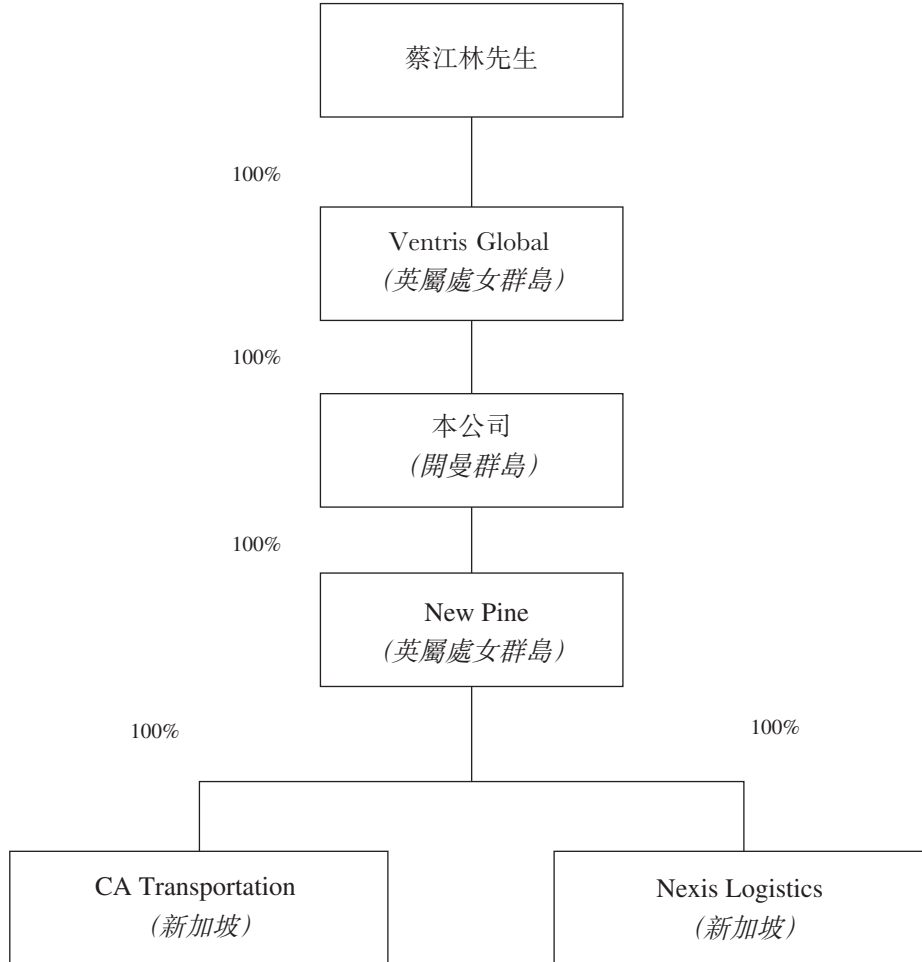 蔡江林先生
100%
Ventris Global
(英屬處女群島)
100%
本公司
(開曼群島)
100%
New Pine
(英屬處女群島)
100%
100%
CA Transportation
(新加坡)
Nexis Logistics
(新加坡)